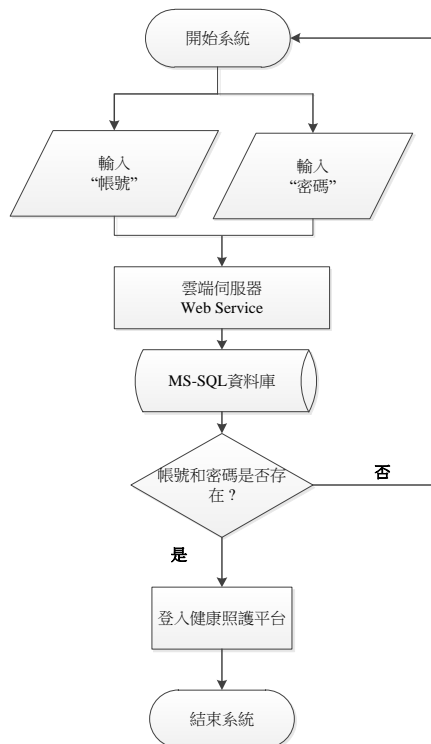 開始系統
輸入
“帳號”
輸入
“密碼”
雲端伺服器
Web Service
MS-SQL資料庫
帳號和密碼是否存
在？
否
是
登入健康照護平台
結束系統